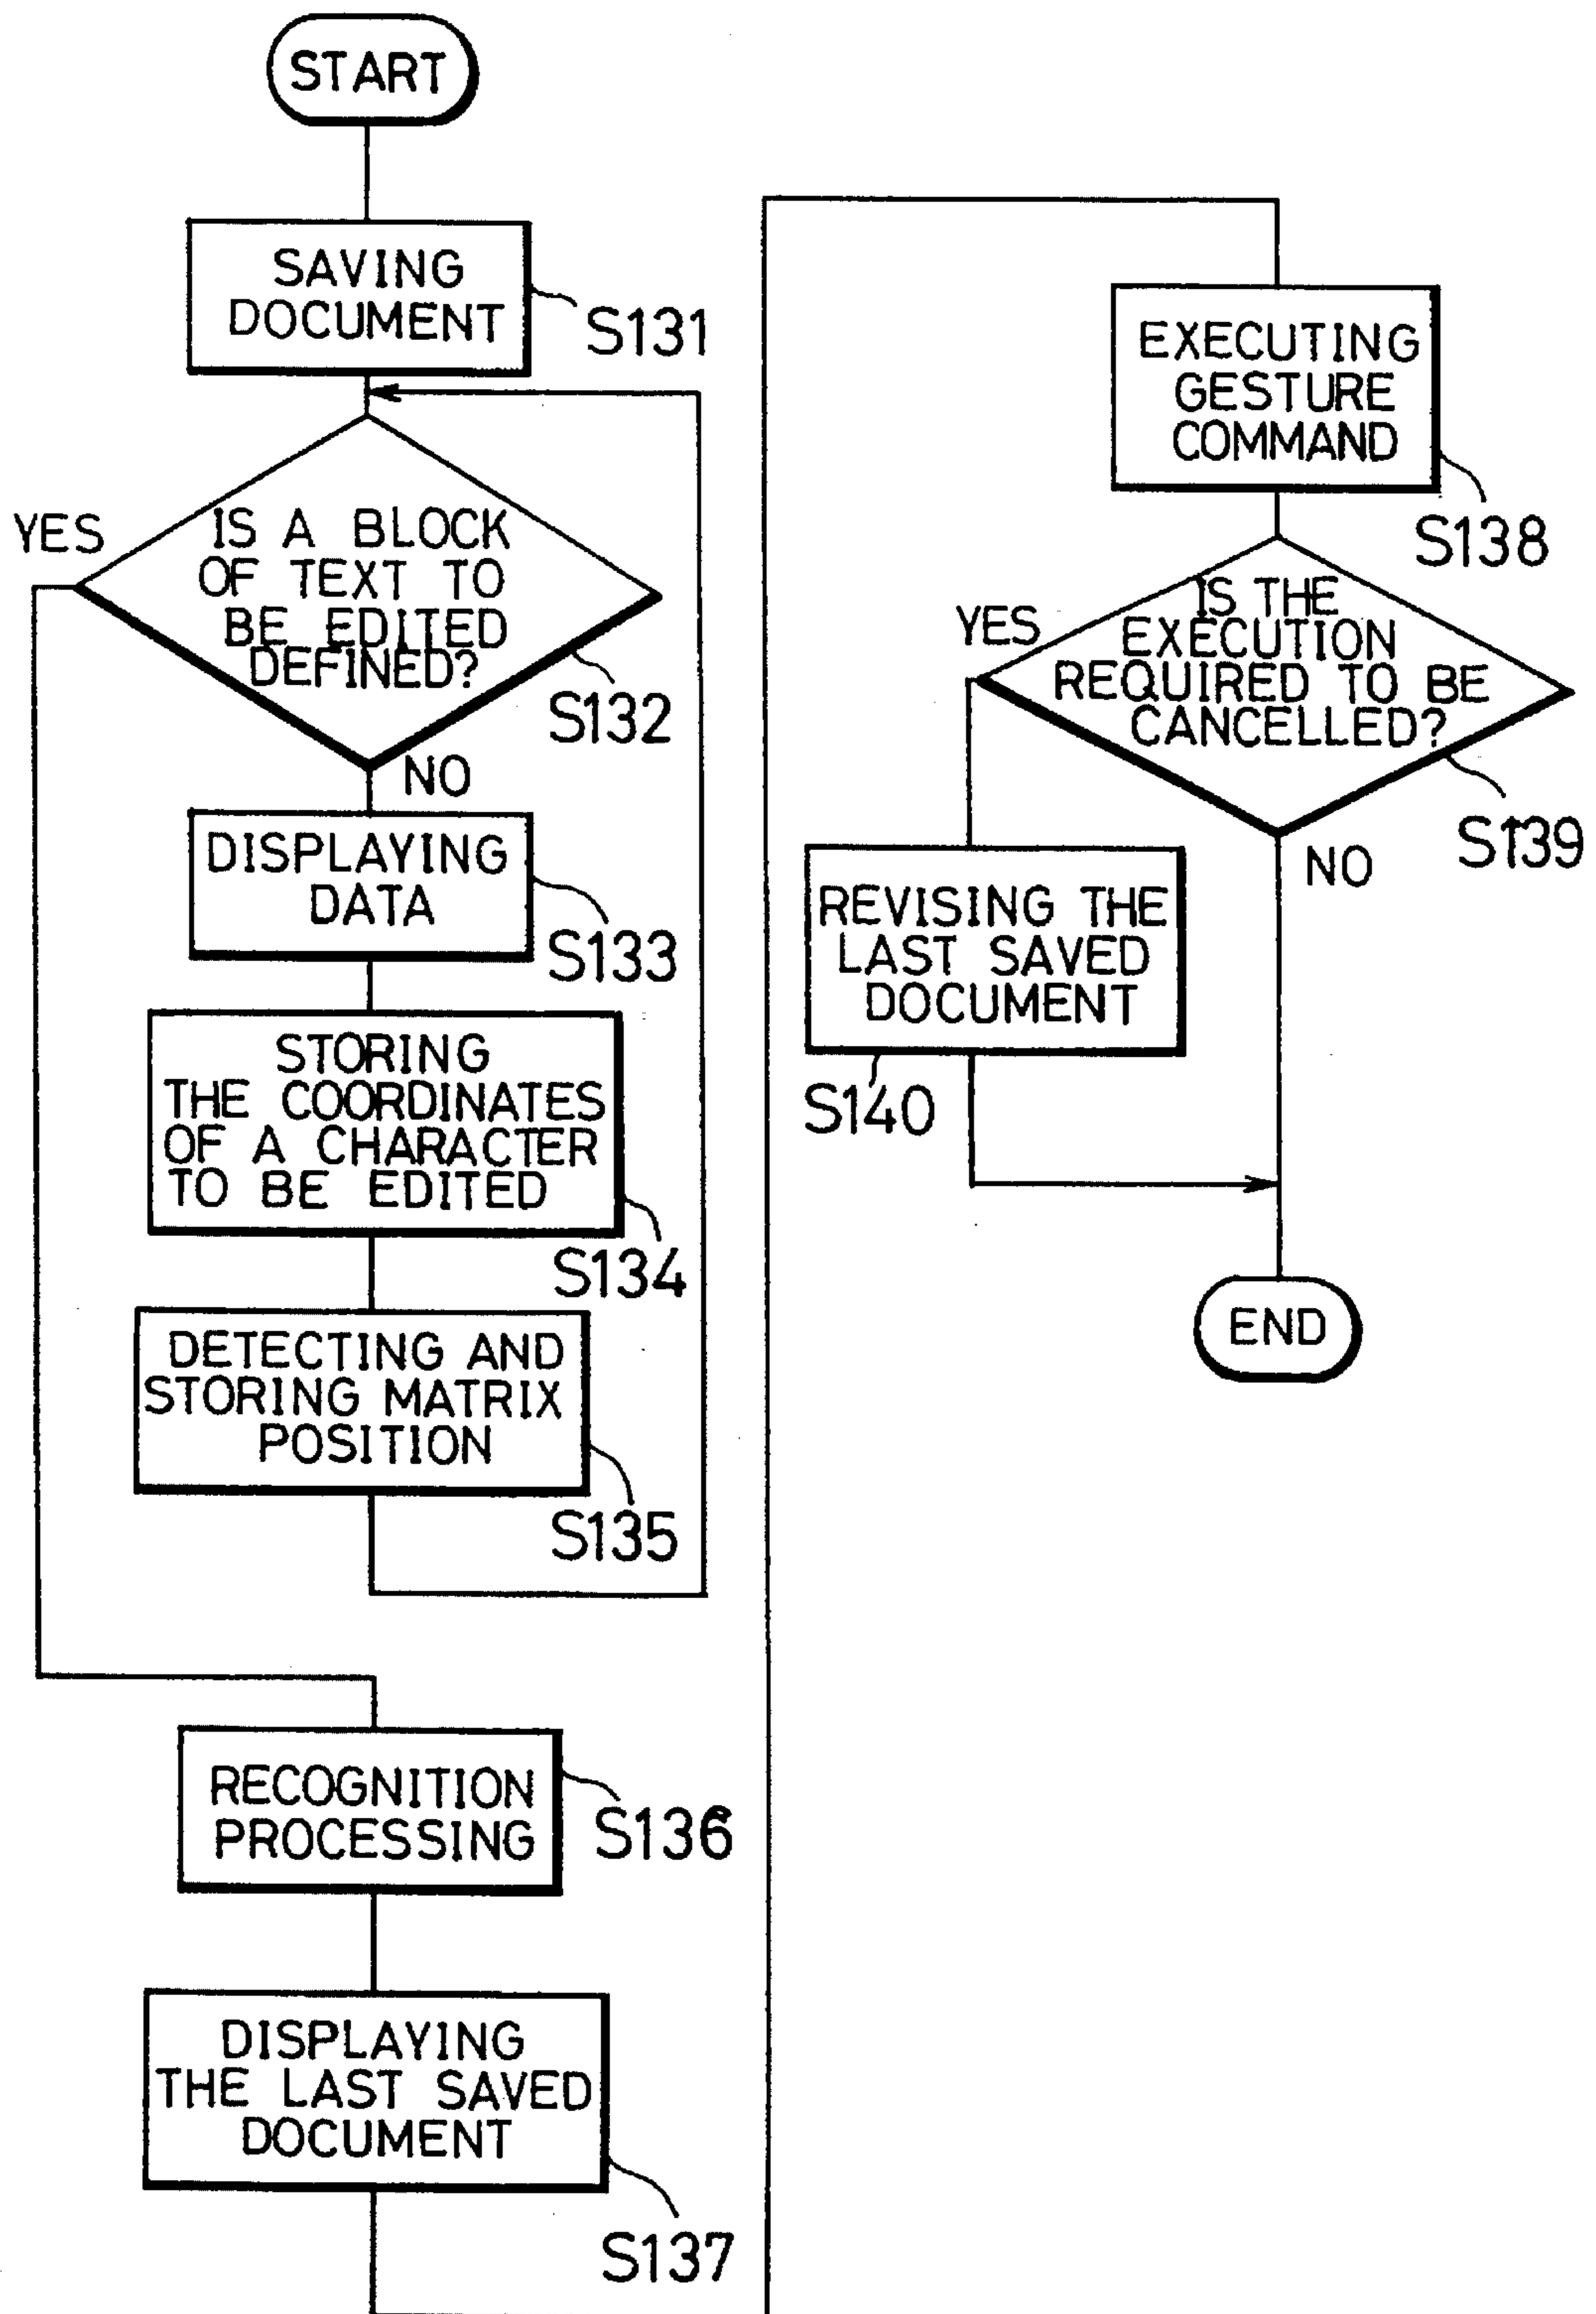 START
SAVING
DOCUMENT
S131
YES
IS A BLOCK
OF TEXT TO
BE EDITED
DEFINED?
S132
NO
DISPLAYING
DATA
S133
STORING
THE COORDINATES
OF A CHARACTER
TO BE EDITED
S134
DETECTING AND
STORING MATRIX
POSITION
S135
RECOGNITION
PROCESSING
S136
DISPLAYING
THE LAST SAVED
DOCUMENT
S137
EXECUTING
GESTURE
COMMAND
S138
YES
IS THE
EXECUTION
REQUIRED TO BE
CANCELLED?
S139
NO
REVISING THE
LAST SAVED
DOCUMENT
S140
END